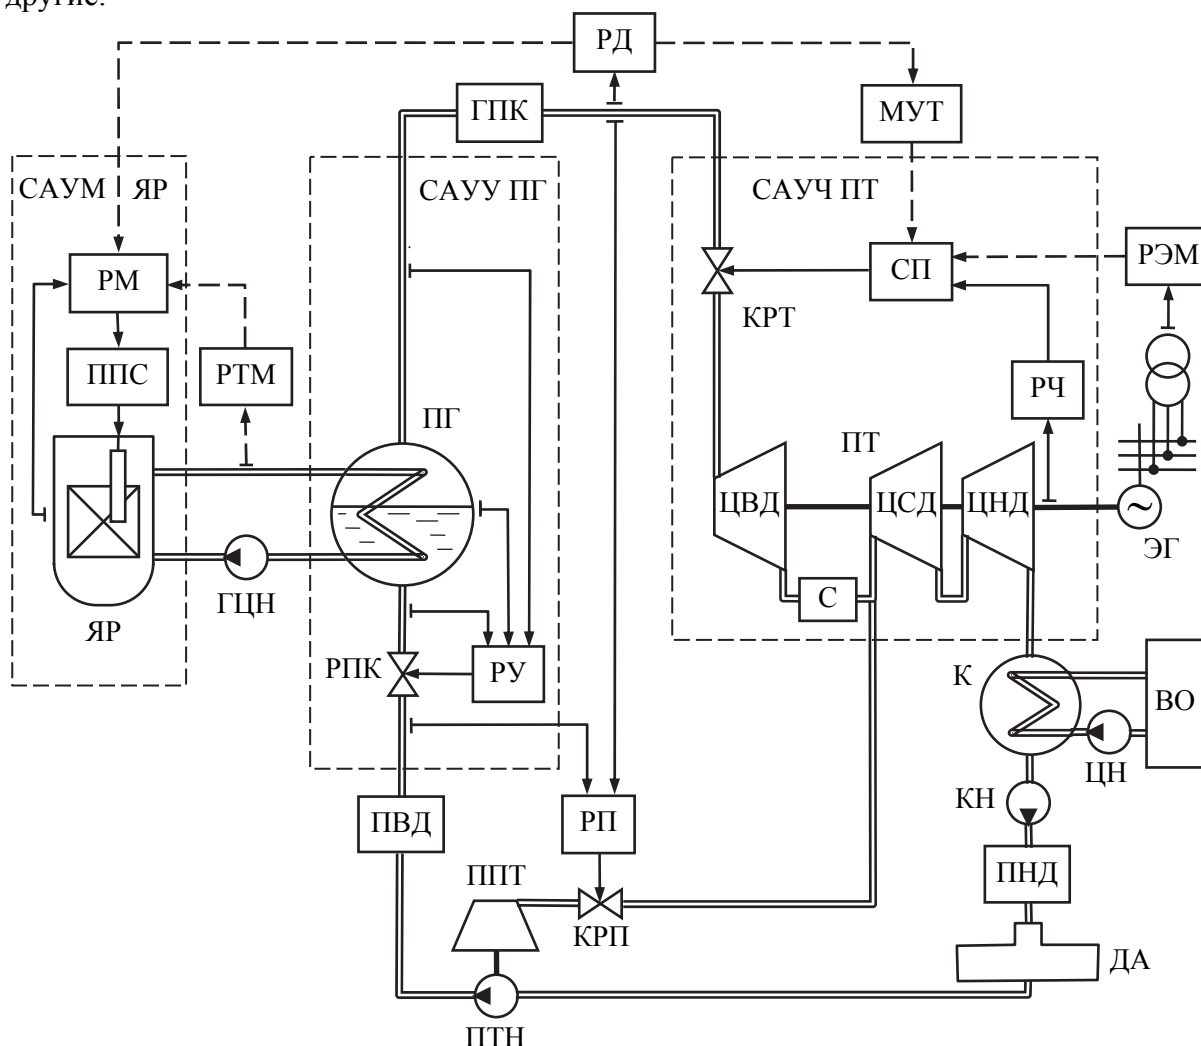 другие.
РД
ГПК
МУТ
САУМ ЯР
САУУ ПГ
САУЧ ПТ
РМ
СП
РЭМ
КРТ
ППС
РТМ
РЧ
ПГ
ПТ
ЦВД
ЦСД
ЦНД
ЭГ
ГЦН
С
ЯР
РПК
РУ
К
ВО
ЦН
КН
ПВД
РП
ППТ
ПНД
КРП
ДА
ПТН